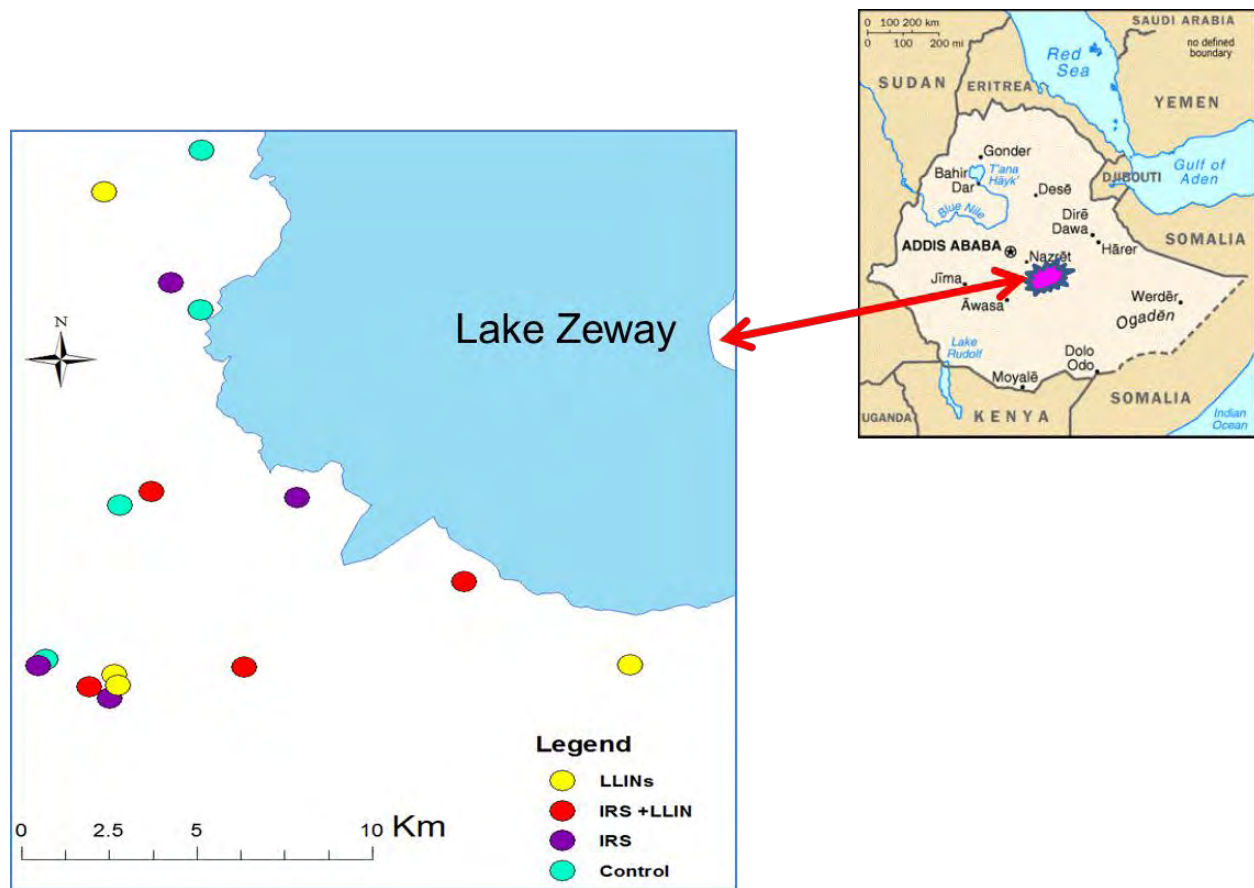 N
Lake Zeway
Legend
LLINs
IRS +LLIN
IRS
Control
0 2.5 5 10 Km
0 100 200 km
0 100 200 mi
SAUDI ARABIA
no defined
boundary
Red
Sea
SUDAN
ERITREA
YEMEN
Gonder
T'ana
Hāyk'
Bahir
Dar
DJIBOUTI
Gulf of
Aden
Desē
Blue Nile
Dirē
Dawa
ADDIS ABABA
Hārer
SOMALIA
Nazrēt
Jīma
Āwasa
Werdēr
Ogadēn
Lake
Rudolf
Dolo
Odo
Moyalē
SOMALIA
UGANDA
KENYA
Indian
Ocean